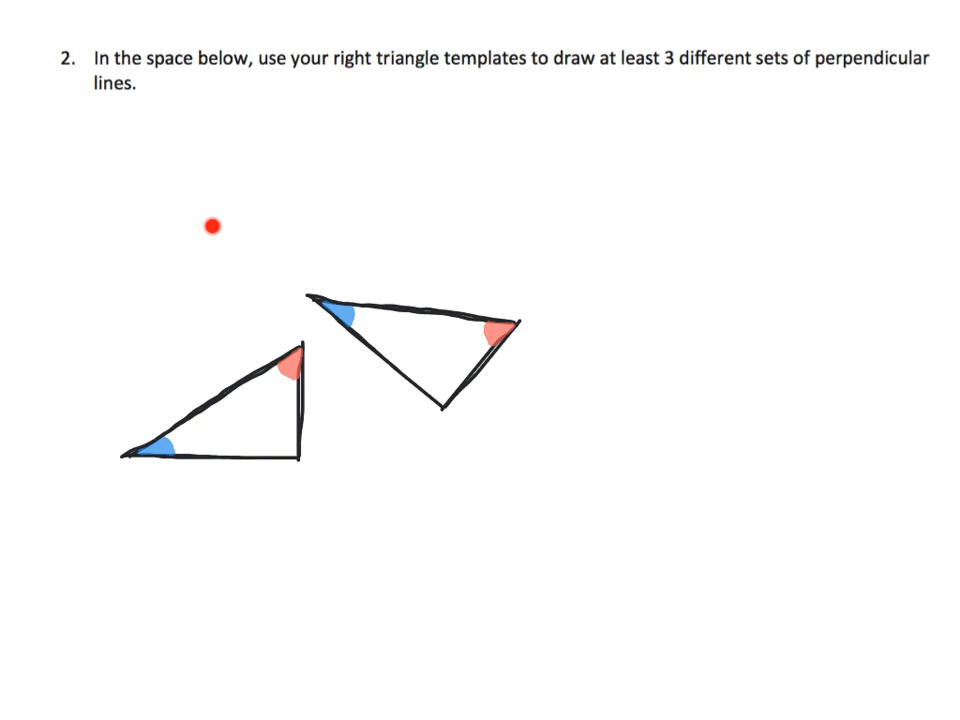 2. In the space below, use your right triangle templates to draw at least 3 different sets of perpendicular
lines.